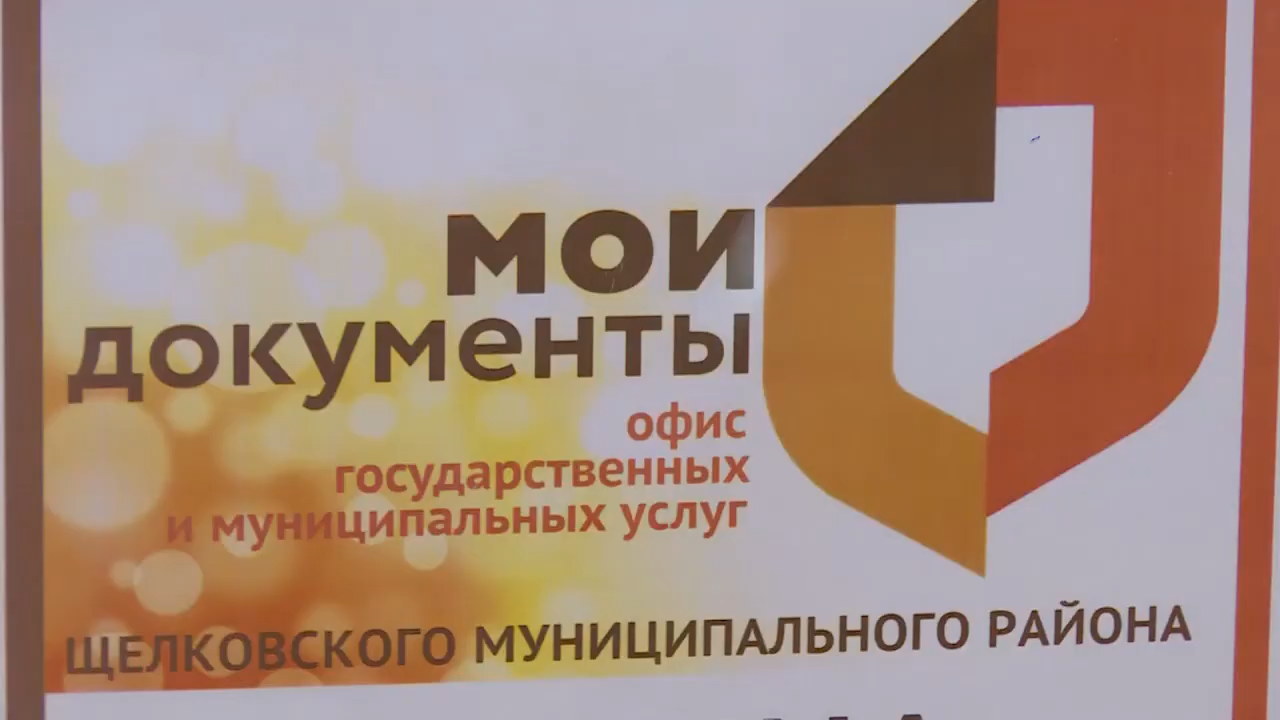 мои
документы
офис
государственных
и муниципальных услуг
ЩЕЛКОВСКОГО МУНИЦИПАЛЬНОГО РАЙОНА